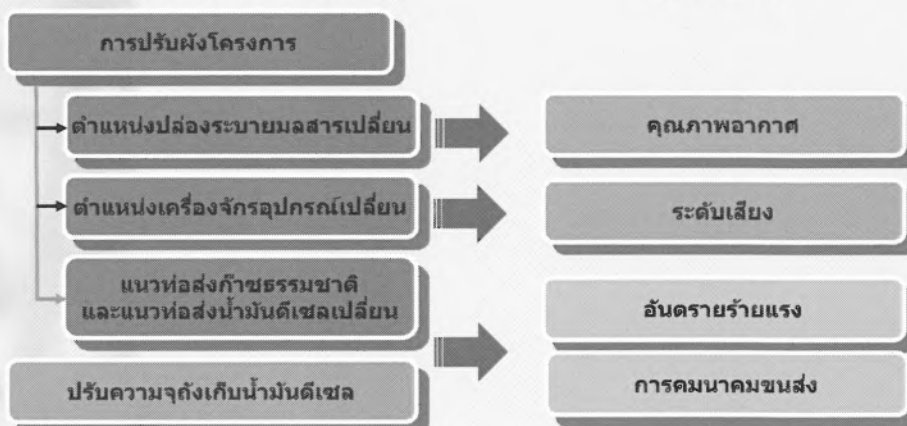 การปรับผังโครงการ
ตำแหน่งปล่องระบายมลสารเปลี่ยน
คุณภาพอากาศ
ตำแหน่งเครื่องจักรอุปกรณ์เปลี่ยน
ระดับเสียง
แนวท่อส่งก๊าซธรรมชาติ
และแนวท่อส่งน้ำมันดีเซลเปลี่ยน
อันตรายร้ายแรง
ปรับความจุถังเก็บน้ำมันดีเซล
การคมนาคมขนส่ง